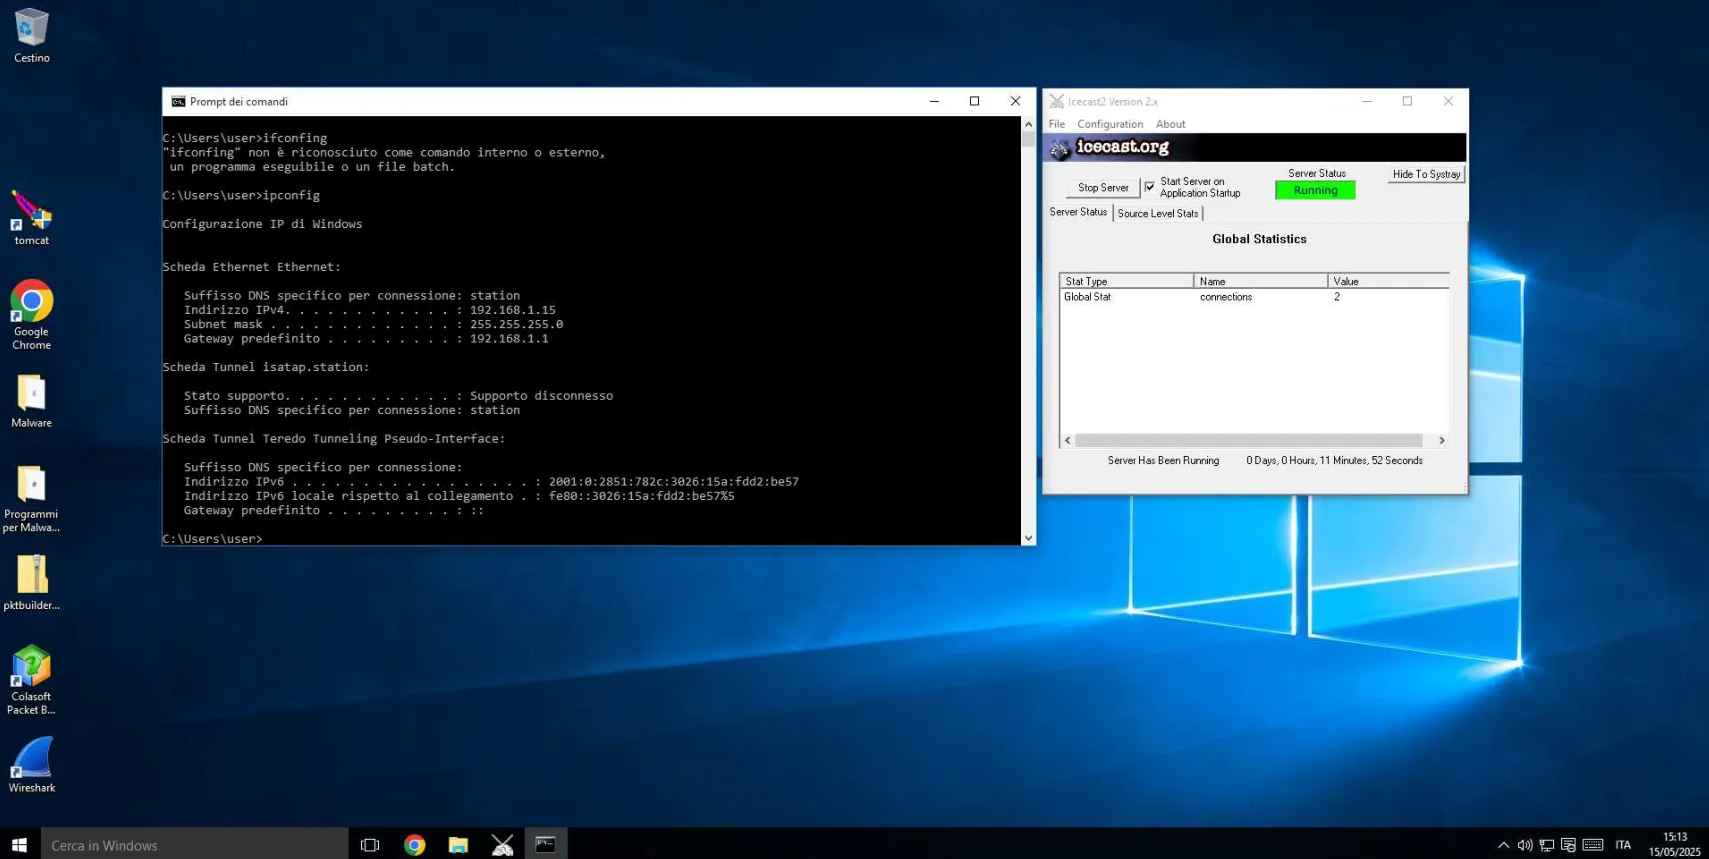 Cestino
tomcat
Google
Chrome
Malware
Programmi
per Malwa...
pktbuilder...
Colasoft
Packet B...
Wireshark
Prompt dei comandi
C:\Users\user>ifconfing
"ifconfing" non è riconosciuto come comando interno o esterno,
un programma eseguibile o un file batch.
C:\Users\user>ipconfig
Configurazione IP di Windows
Scheda Ethernet Ethernet:
Suffisso DNS specifico per connessione: station
Indirizzo IPv4. . . . . . . . . . . . : 192.168.1.15
Subnet mask . . . . . . . . . . . . . : 255.255.255.0
Gateway predefinito . . . . . . . . . : 192.168.1.1
Scheda Tunnel isatap.station:
Stato supporto. . . . . . . . . . . . : Supporto disconnesso
Suffisso DNS specifico per connessione: station
Scheda Tunnel Teredo Tunneling Pseudo-Interface:
Suffisso DNS specifico per connessione:
Indirizzo IPv6 . . . . . . . . . . . . . . . . . : 2001:0:2851:782c:3026:15a:fdd2:be57
Indirizzo IPv6 locale rispetto al collegamento . : fe80::3026:15a:fdd2:be57%5
Gateway predefinito . . . . . . . . . : ::
C:\Users\user>
Icecast2 Version 2.x
File Configuration About
icecast.org
Stop Server
Start Server on
Application Startup
Server Status
Running
Hide To Systray
Server Status Source Level Stats
Global Statistics
Stat Type Name Value
Global Stat connections 2
Server Has Been Running 0 Days, 0 Hours, 11 Minutes, 52 Seconds
Cerca in Windows
ITA
15:13
15/05/2025